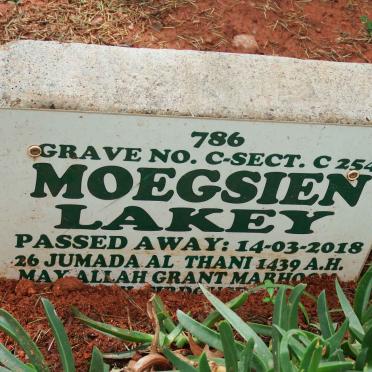 786
GRAVE NO. C-SECT. C 254
MOEGSIEN
LAKEY
PASSED AWAY: 14-03-2018
26 JUMADA AL THANI 1439 A.H.
MAY ALLAH GRANT MARHOOM